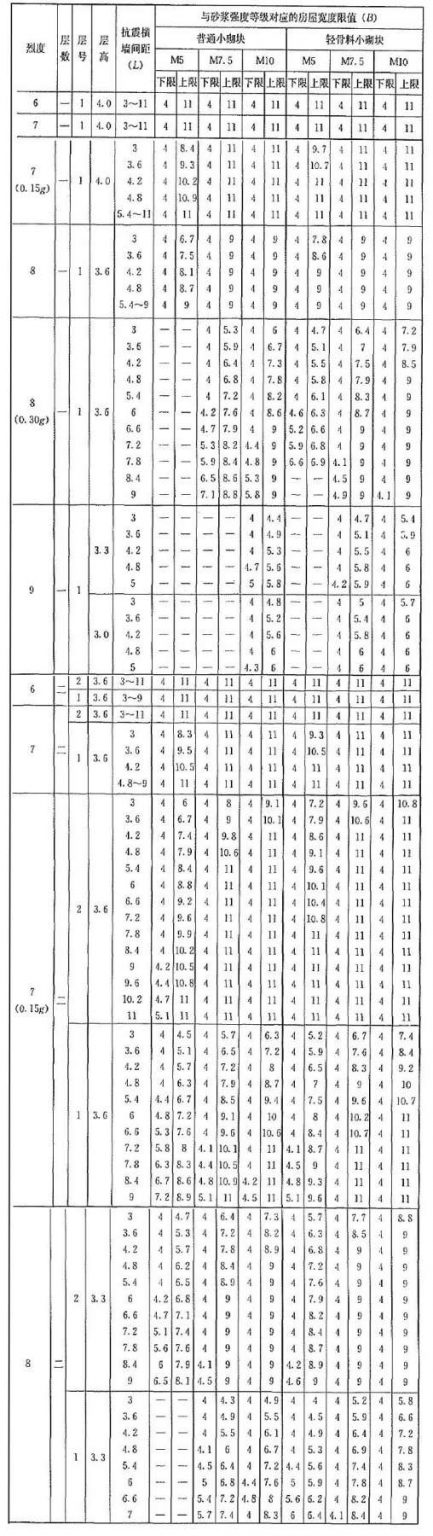 与砂浆强度等级对应的房屋宽度限值（B）
烈度 层数 层号 层高 抗震横墙间距(L) 普通小砌块 轻骨料小砌块
M5 M7.5 M10 M5 M7.5 M10
下限 上限 下限 上限 下限 上限 下限 上限 下限 上限 下限 上限
6 一 1 4.0 3～11 4 11 4 11 4 11 4 11 4 11 4 11
7 一 1 4.0 3～11 4 11 4 11 4 11 4 11 4 11 4 11
7 (0.15g) 一 1 4.0
3 4 8.4 4 11 4 11 4 9.7 4 11 4 11
3.6 4 9.3 4 11 4 11 4 10.7 4 11 4 11
4.2 4 10.2 4 11 4 11 4 11 4 11 4 11
4.8 4 10.9 4 11 4 11 4 11 4 11 4 11
5.4～11 4 11 4 11 4 11 4 11 4 11 4 11
8 一 1 3.6
3 4 6.7 4 9 4 9 4 7.8 4 9 4 9
3.6 4 7.5 4 9 4 9 4 8.6 4 9 4 9
4.2 4 8.1 4 9 4 9 4 9 4 9 4 9
4.8 4 8.7 4 9 4 9 4 9 4 9 4 9
5.4～9 4 9 4 9 4 9 4 9 4 9 4 9
8 (0.30g) 一 1 3.6
3 — — 4 5.3 4 6 4 4.7 4 6.4 4 7.2
3.6 — — 4 5.9 4 6.7 4 5.1 4 7 4 7.9
4.2 — — 4 6.4 4 7.3 4 5.5 4 7.5 4 8.5
4.8 — — 4 6.8 4 7.8 4 5.8 4 7.9 4 9
5.4 — — 4 7.2 4 8.2 4 6.1 4 8.3 4 9
6 — — 4.2 7.6 4 8.6 4.6 6.3 4 8.7 4 9
6.6 — — 4.7 7.9 4 9 5.2 6.6 4 9 4 9
7.2 — — 5.3 8.2 4.4 9 5.9 6.8 4 9 4 9
7.8 — — 5.9 8.4 4.8 9 6.6 6.9 4.1 9 4 9
8.4 — — 6.5 8.6 5.3 9 — — 4.5 9 4 9
9 — — 7.1 8.8 5.8 9 — — 4.9 9 4.1 9
9 一 1 3.3
3 — — — — 4 4.4 — — 4 4.7 4 5.4
3.6 — — — — 4 4.9 — — 4 5.1 4 5.9
4.2 — — — — 4 5.3 — — 4 5.5 4 6
4.8 — — — — 4.7 5.6 — — 4 5.8 4 6
5 — — — — 5 5.8 — — 4.2 5.9 4 6
3.0
3 — — — — 4 4.8 — — 4 5 4 5.7
3.6 — — — — 4 5.2 — — 4 5.4 4 6
4.2 — — — — 4 5.6 — — 4 5.8 4 6
4.8 — — — — 4 6 — — 4 6 4 6
5 — — — — 4.3 6 — — 4 6 4 6
6 二 2 3.6 3～11 4 11 4 11 4 11 4 11 4 11 4 11
1 3.6 3～9 4 11 4 11 4 11 4 11 4 11 4 11
7 二 2 3.6 3～11 4 11 4 11 4 11 4 11 4 11 4 11
1 3.6
3 4 8.3 4 11 4 11 4 9.3 4 11 4 11
3.6 4 9.5 4 11 4 11 4 10.5 4 11 4 11
4.2 4 10.5 4 11 4 11 4 11 4 11 4 11
4.8～9 4 11 4 11 4 11 4 11 4 11 4 11
7 (0.15g) 二 2 3.6
3 4 6 4 8 4 9.1 4 7.2 4 9.6 4 10.8
3.6 4 6.7 4 9 4 10.1 4 7.9 4 10.6 4 11
4.2 4 7.4 4 9.8 4 11 4 8.6 4 11 4 11
4.8 4 7.9 4 10.6 4 11 4 9.1 4 11 4 11
5.4 4 8.4 4 11 4 11 4 9.6 4 11 4 11
6 4 8.8 4 11 4 11 4 10.1 4 11 4 11
6.6 4 9.2 4 11 4 11 4 10.4 4 11 4 11
7.2 4 9.6 4 11 4 11 4 10.8 4 11 4 11
7.8 4 9.9 4 11 4 11 4 11 4 11 4 11
8.4 4 10.2 4 11 4 11 4 11 4 11 4 11
9 4.2 10.5 4 11 4 11 4 11 4 11 4 11
9.6 4.4 10.8 4 11 4 11 4 11 4 11 4 11
10.2 4.7 11 4 11 4 11 4 11 4 11 4 11
11 5.1 11 4 11 4 11 4 11 4 11 4 11
1 3.6
3 4 4.5 4 5.7 4 6.3 4 5.2 4 6.7 4 7.4
3.6 4 5.1 4 6.5 4 7.2 4 5.9 4 7.6 4 8.4
4.2 4 5.7 4 7.2 4 8 4 6.5 4 8.3 4 9.2
4.8 4 6.3 4 7.9 4 8.7 4 7 4 9 4 10
5.4 4.4 6.7 4 8.5 4 9.4 4 7.5 4 9.6 4 10.7
6 4.8 7.2 4 9.1 4 10 4 8 4 10.2 4 11
6.6 5.3 7.6 4 9.6 4 10.6 4 8.4 4 10.7 4 11
7.2 5.8 8 4.1 10.1 4 11 4.1 8.7 4 11 4 11
7.8 6.3 8.3 4.4 10.5 4 11 4.5 9 4 11 4 11
8.4 6.7 8.6 4.8 10.9 4.2 11 4.8 9.3 4 11 4 11
9 7.2 8.9 5.1 11 4.5 11 5.1 9.6 4 11 4 11
8 二 2 3.3
3 4 4.7 4 6.4 4 7.3 4 5.7 4 7.7 4 8.8
3.6 4 5.3 4 7.2 4 8.2 4 6.3 4 8.5 4 9
4.2 4 5.7 4 7.8 4 8.9 4 6.8 4 9 4 9
4.8 4 6.2 4 8.4 4 9 4 7.2 4 9 4 9
5.4 4 6.5 4 8.9 4 9 4 7.6 4 9 4 9
6 4.2 6.8 4 9 4 9 4 7.9 4 9 4 9
6.6 4.7 7.1 4 9 4 9 4 8.2 4 9 4 9
7.2 5.1 7.4 4 9 4 9 4 8.4 4 9 4 9
7.8 5.6 7.6 4 9 4 9 4 8.7 4 9 4 9
8.4 6 7.9 4.1 9 4 9 4.2 8.9 4 9 4 9
9 6.5 8.1 4.5 9 4 9 4.6 9 4 9 4 9
1 3.3
3 — — 4 4.3 4 4.9 4 4 4 5.2 4 5.8
3.6 — — 4 4.9 4 5.5 4 4.5 4 5.9 4 6.6
4.2 — — 4 5.5 4 6.1 4 4.9 4 6.4 4 7.2
4.8 — — 4.1 6 4 6.7 4 5.3 4 6.9 4 7.8
5.4 — — 4.5 6.4 4 7.2 4.4 5.6 4 7.4 4 8.3
6 — — 5 6.8 4.4 7.6 5 5.9 4 7.8 4 8.7
6.6 — — 5.4 7.2 4.8 8 5.6 6.2 4 8.2 4 9
7 — — 5.7 7.4 4 8.3 6 6.4 4.1 8.4 4 9